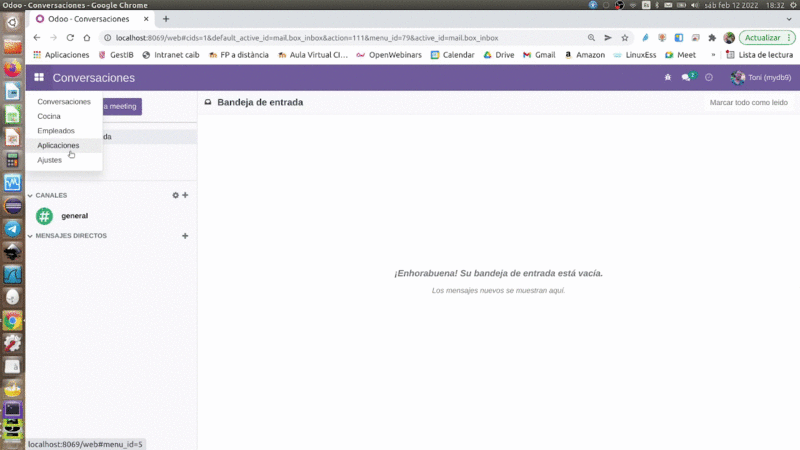 Odoo - Conversaciones - Google Chrome
Es
sáb feb 12 2022
18:32
Odoo - Conversaciones
localhost:8069/web#cids=1&default_active_id=mail.box_inbox&action=111&menu_id=79&active_id=mail.box_inbox
Actualizar
Aplicaciones
GestIB
Intranet caib
FP a distància
Aula Virtual CI...
OpenWebinars
Calendar
Drive
Gmail
Amazon
LinuxEss
Meet
»
Lista de lectura
Conversaciones
2
Toni (mydb9)
Conversaciones
Cocina
Empleados
Aplicaciones
Ajustes
a meeting
da
Bandeja de entrada
Marcar todo como leído
CANALES
general
MENSAJES DIRECTOS
¡Enhorabuena! Su bandeja de entrada está vacía.
Los mensajes nuevos se muestran aquí.
localhost:8069/web#menu_id=5